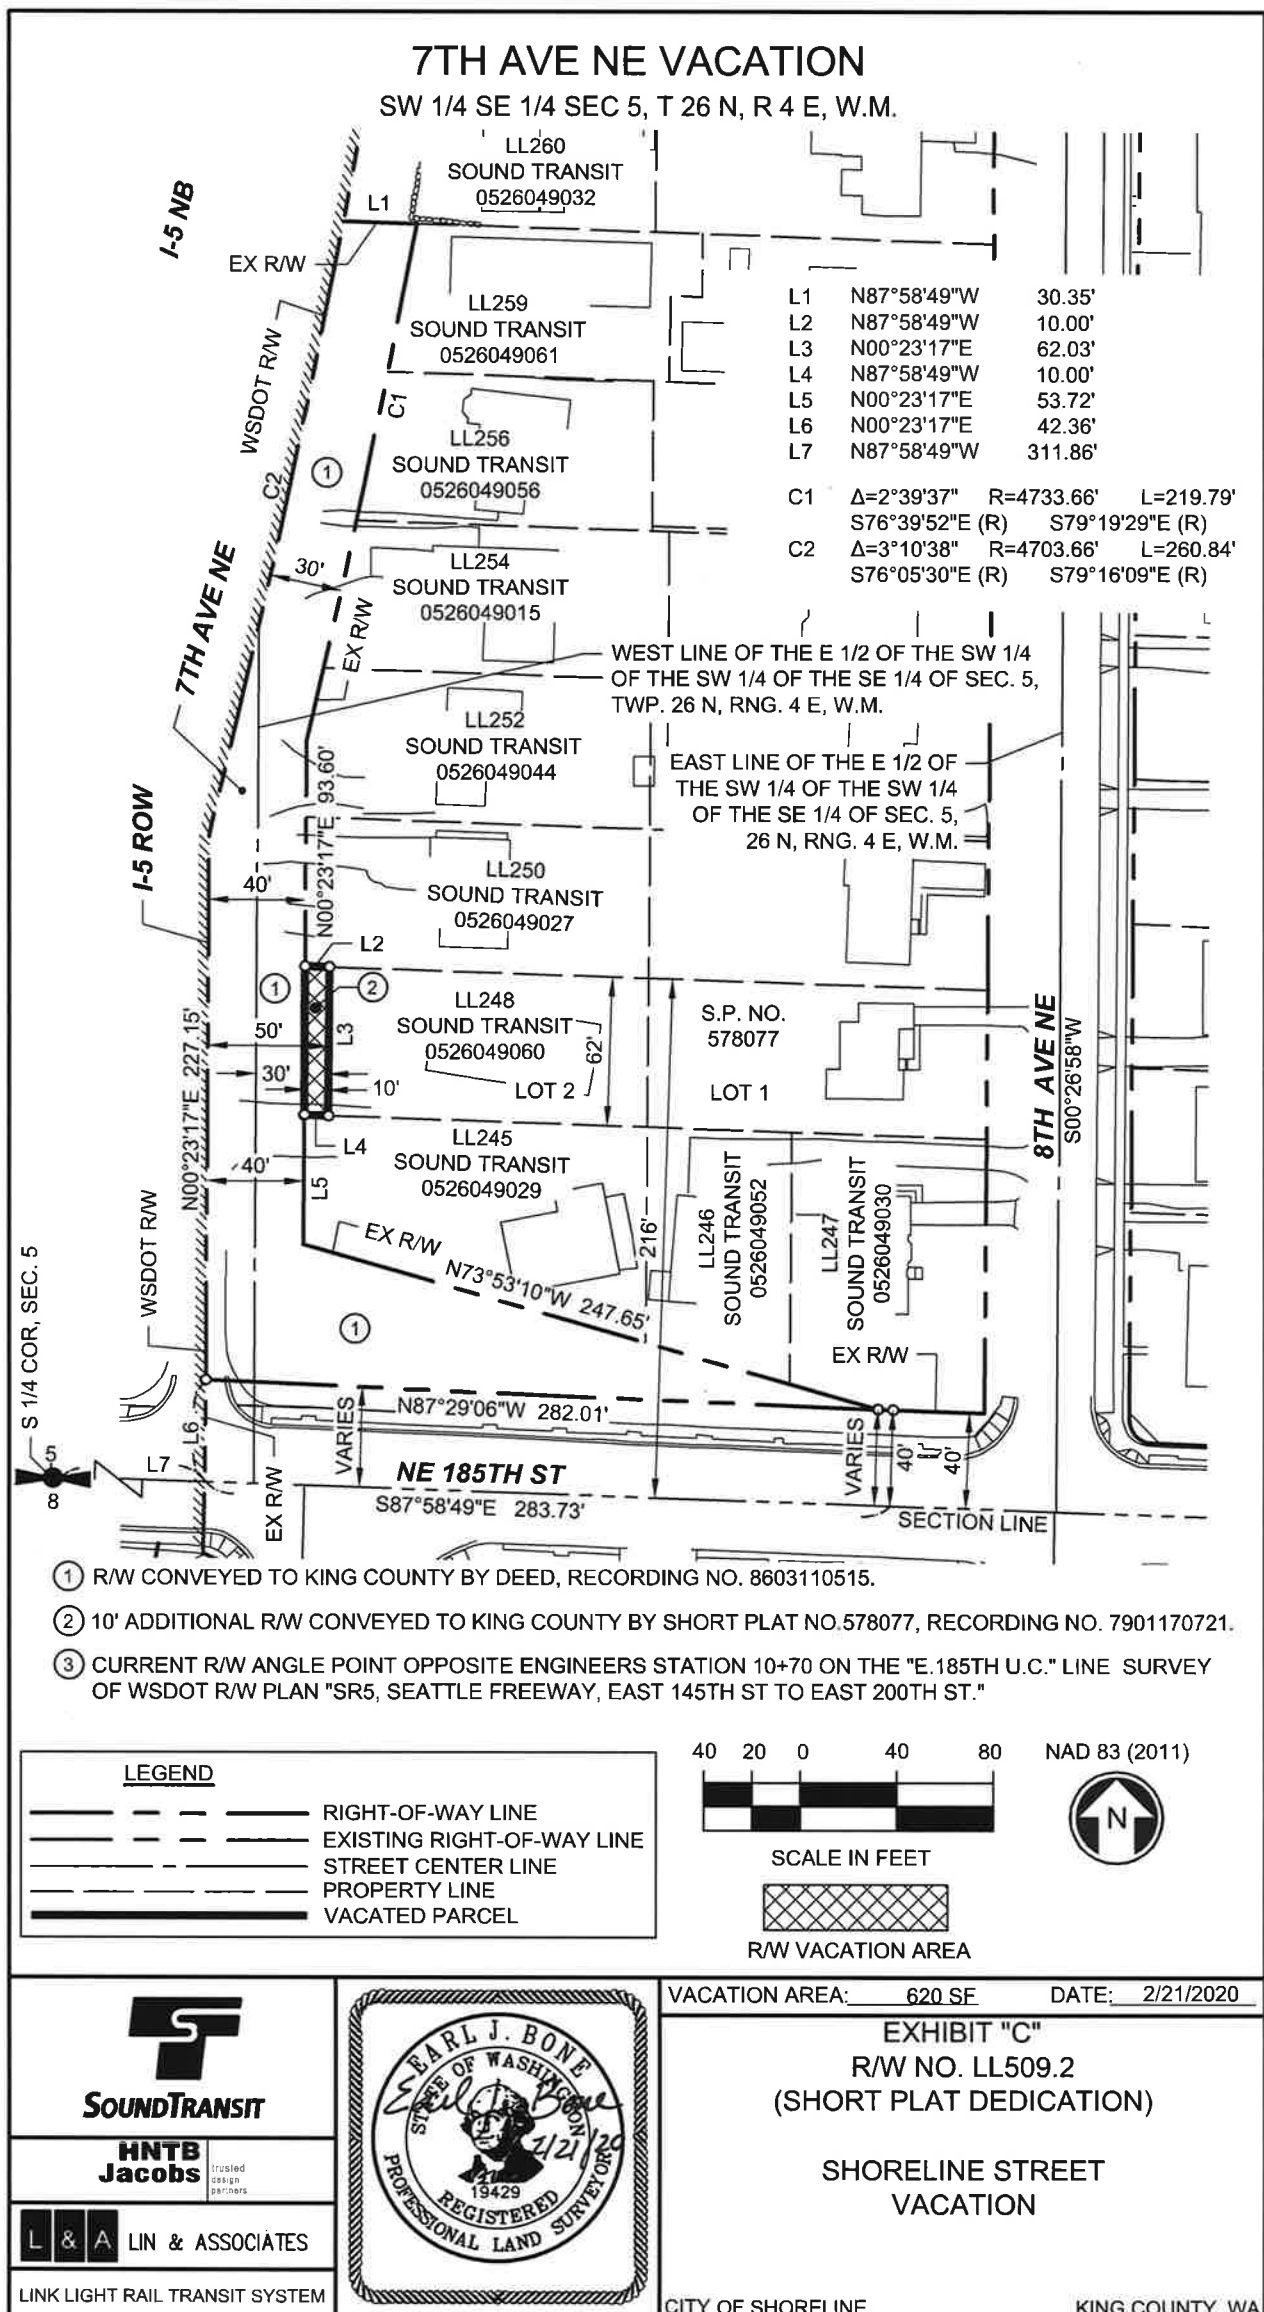 7TH AVE NE VACATION
SW 1/4 SE 1/4 SEC 5, T 26 N, R 4 E, W.M.
I-5 NB
L1
EX R/W
LL260
SOUND TRANSIT
0526049032
LL259
SOUND TRANSIT
0526049061
WSDOT R/W
C1
C2
1
LL256
SOUND TRANSIT
0526049056
L1 N87°58'49"W 30.35'
L2 N87°58'49"W 10.00'
L3 N00°23'17"E 62.03'
L4 N87°58'49"W 10.00'
L5 N00°23'17"E 53.72'
L6 N00°23'17"E 42.36'
L7 N87°58'49"W 311.86'
C1 Δ=2°39'37" R=4733.66' L=219.79'
S76°39'52"E (R) S79°19'29"E (R)
C2 Δ=3°10'38" R=4703.66' L=260.84'
S76°05'30"E (R) S79°16'09"E (R)
7TH AVE NE
30'
EX R/W
LL254
SOUND TRANSIT
0526049015
WEST LINE OF THE E 1/2 OF THE SW 1/4
OF THE SW 1/4 OF THE SE 1/4 OF SEC. 5,
TWP. 26 N, RNG. 4 E, W.M.
LL252
SOUND TRANSIT
0526049044
EAST LINE OF THE E 1/2 OF
THE SW 1/4 OF THE SW 1/4
OF THE SE 1/4 OF SEC. 5,
26 N, RNG. 4 E, W.M.
I-5 ROW
N00°23'17"E 93.60'
40'
LL250
SOUND TRANSIT
0526049027
L2
1
2
50'
30'
10'
L3
LL248
SOUND TRANSIT
0526049060
LOT 2
62'
S.P. NO.
578077
LOT 1
8TH AVE NE
S00°26'58"W
N00°23'17"E 227.15'
L4
40'
L5
LL245
SOUND TRANSIT
0526049029
EX R/W
N73°53'10"W 247.65'
216'
LL246
SOUND TRANSIT
0526049052
LL247
SOUND TRANSIT
0526049030
WSDOT R/W
1
EX R/W
S 1/4 COR, SEC. 5
5
8
L7
L6
EX R/W
VARIES
N87°29'06"W 282.01'
NE 185TH ST
S87°58'49"E 283.73'
VARIES
40'
40'
SECTION LINE
1 R/W CONVEYED TO KING COUNTY BY DEED, RECORDING NO. 8603110515.
2 10' ADDITIONAL R/W CONVEYED TO KING COUNTY BY SHORT PLAT NO.578077, RECORDING NO. 7901170721.
3 CURRENT R/W ANGLE POINT OPPOSITE ENGINEERS STATION 10+70 ON THE "E.185TH U.C." LINE SURVEY
OF WSDOT R/W PLAN "SR5, SEATTLE FREEWAY, EAST 145TH ST TO EAST 200TH ST."
LEGEND
RIGHT-OF-WAY LINE
EXISTING RIGHT-OF-WAY LINE
STREET CENTER LINE
PROPERTY LINE
VACATED PARCEL
40 20 0 40 80
SCALE IN FEET
NAD 83 (2011)
N
R/W VACATION AREA
SOUNDTRANSIT
HNTB
Jacobs
trusted
design
partners
L & A LIN & ASSOCIATES
LINK LIGHT RAIL TRANSIT SYSTEM
EARL J. BONE
STATE OF WASHINGTON
Earl J. Bone
2/21/20
19429
REGISTERED
PROFESSIONAL LAND SURVEYOR
VACATION AREA: 620 SF DATE: 2/21/2020
EXHIBIT "C"
R/W NO. LL509.2
(SHORT PLAT DEDICATION)
SHORELINE STREET
VACATION
CITY OF SHORELINE KING COUNTY, WA